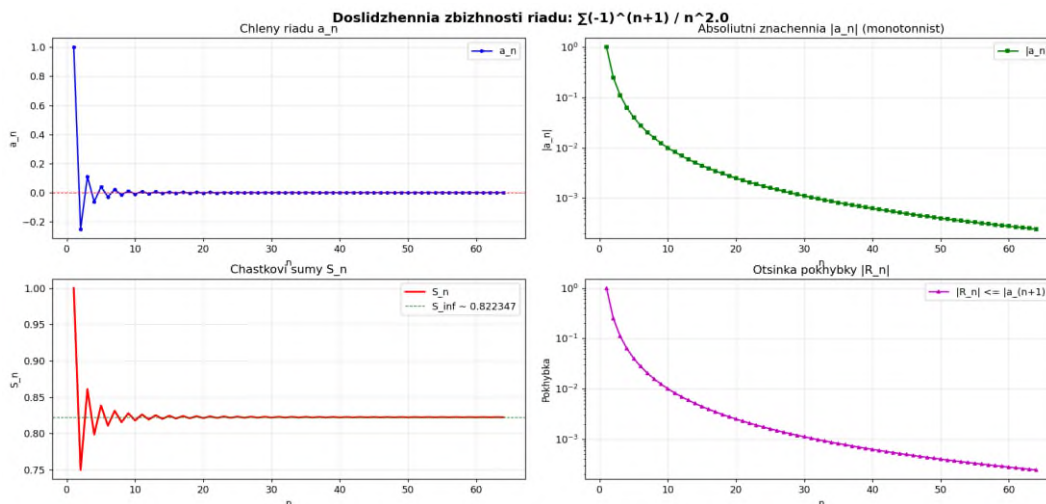 Doslidzhennia zbizhnosti riadu: ∑(-1)^(n+1) / n^2.0
Chleny riadu a_n
a_n
1.0
0.8
0.6
0.4
0.2
0.0
−0.2
a_n
0 10 20 30 40 50 60
n
Absoliutni znachennia |a_n| (monotonnist)
|a_n|
10⁰
10⁻¹
10⁻²
10⁻³
|a_n|
0 10 20 30 40 50 60
n
Chastkovi sumy S_n
S_n
S_inf ~ 0.822347
1.00
0.95
0.90
0.85
0.80
0.75
S_n
0 10 20 30 40 50 60
n
Otsinka pokhybky |R_n|
|R_n| <= |a_(n+1)|
10⁰
10⁻¹
10⁻²
10⁻³
Pokhybka
0 10 20 30 40 50 60
n